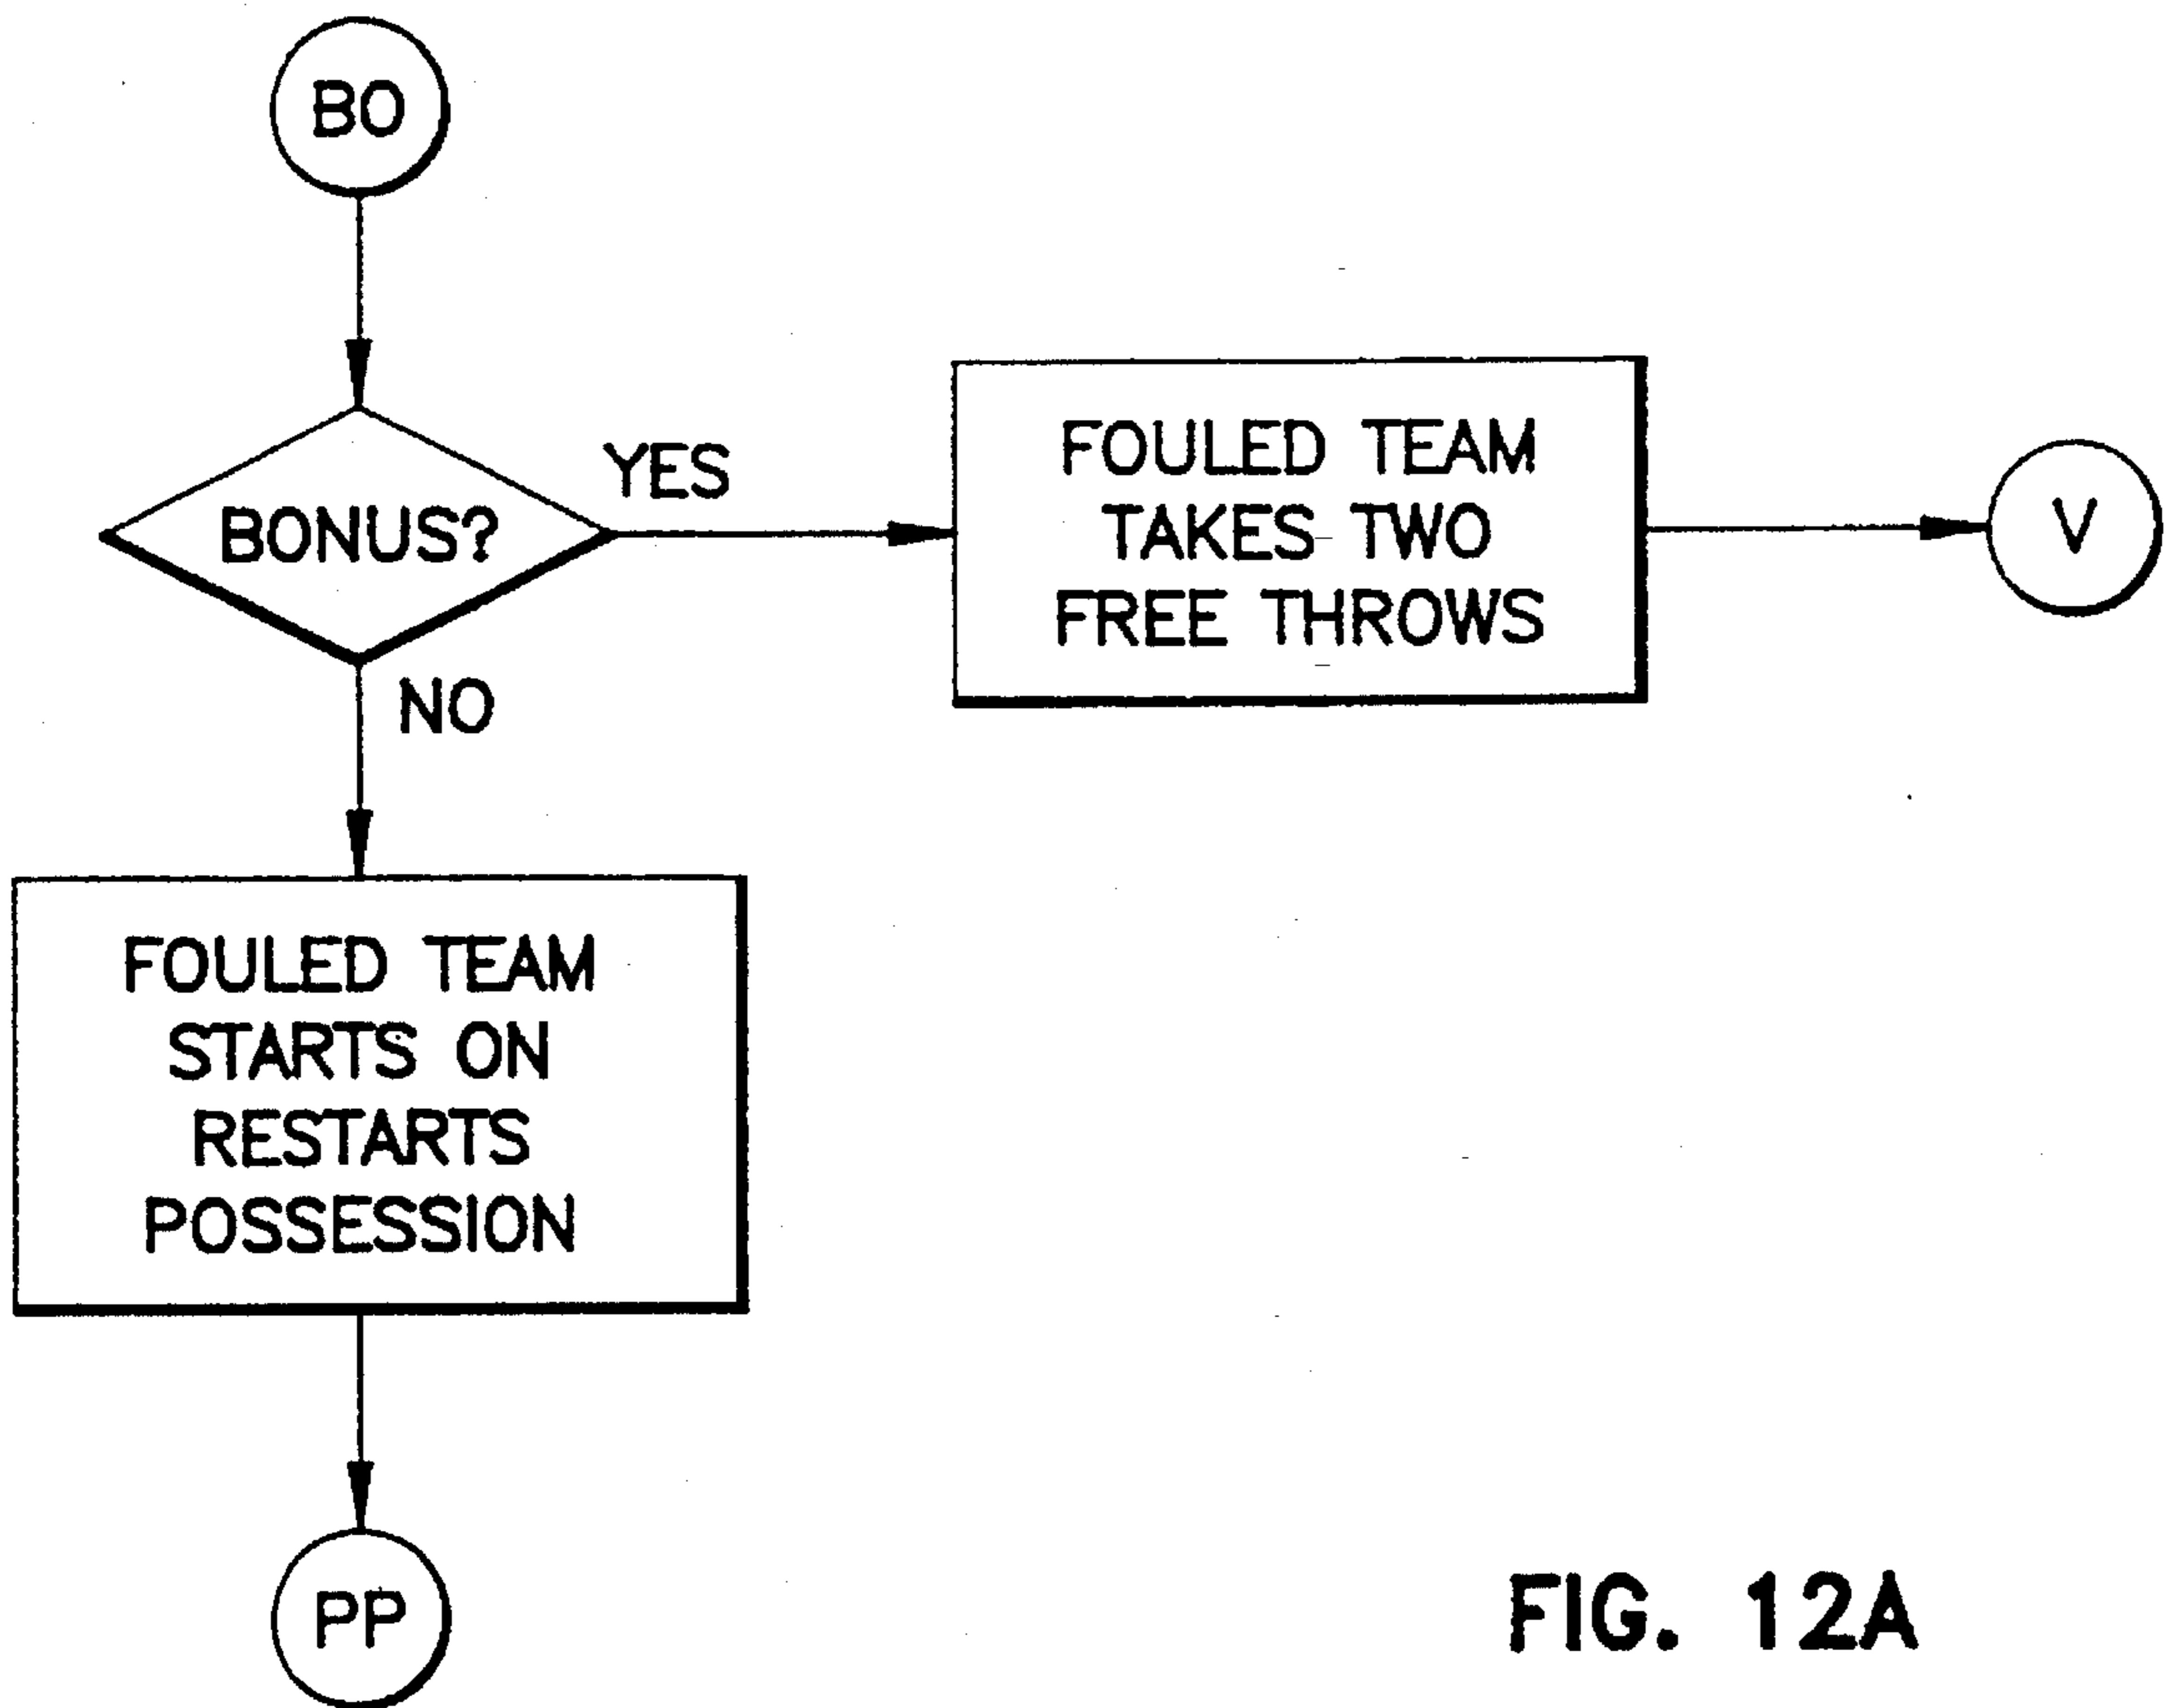 BO
BONUS?
YES
FOULED TEAM
TAKES TWO
FREE THROWS
V
NO
FOULED TEAM
STARTS ON
RESTARTS
POSSESSION
PP
FIG. 12A